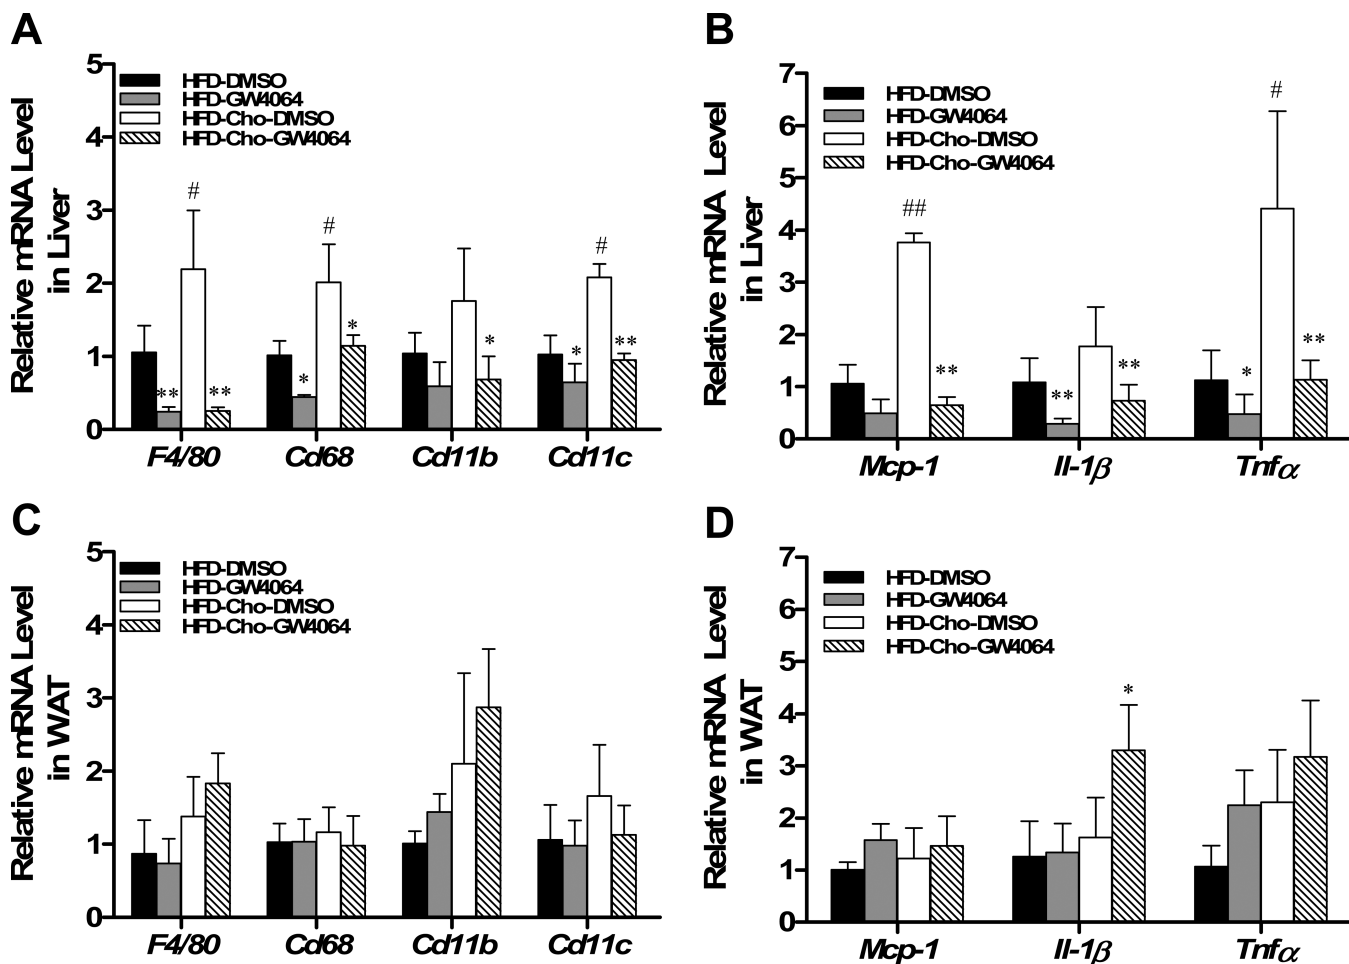 A
Relative mRNA Level
in Liver
5
4
3
2
1
0
HFD-DMSO
HFD-GW4064
HFD-Cho-DMSO
HFD-Cho-GW4064
**
#
**
*
#
*
*
*
#
**
F4/80 Cd68 Cd11b Cd11c
B
Relative mRNA Level
in Liver
7
6
5
4
3
2
1
0
HFD-DMSO
HFD-GW4064
HFD-Cho-DMSO
HFD-Cho-GW4064
##
**
**
**
*
#
**
Mcp-1 Il-1β Tnfα
C
Relative mRNA Level
in WAT
5
4
3
2
1
0
HFD-DMSO
HFD-GW4064
HFD-Cho-DMSO
HFD-Cho-GW4064
F4/80 Cd68 Cd11b Cd11c
D
Relative mRNA Level
in WAT
7
6
5
4
3
2
1
0
HFD-DMSO
HFD-GW4064
HFD-Cho-DMSO
HFD-Cho-GW4064
*
Mcp-1 Il-1β Tnfα